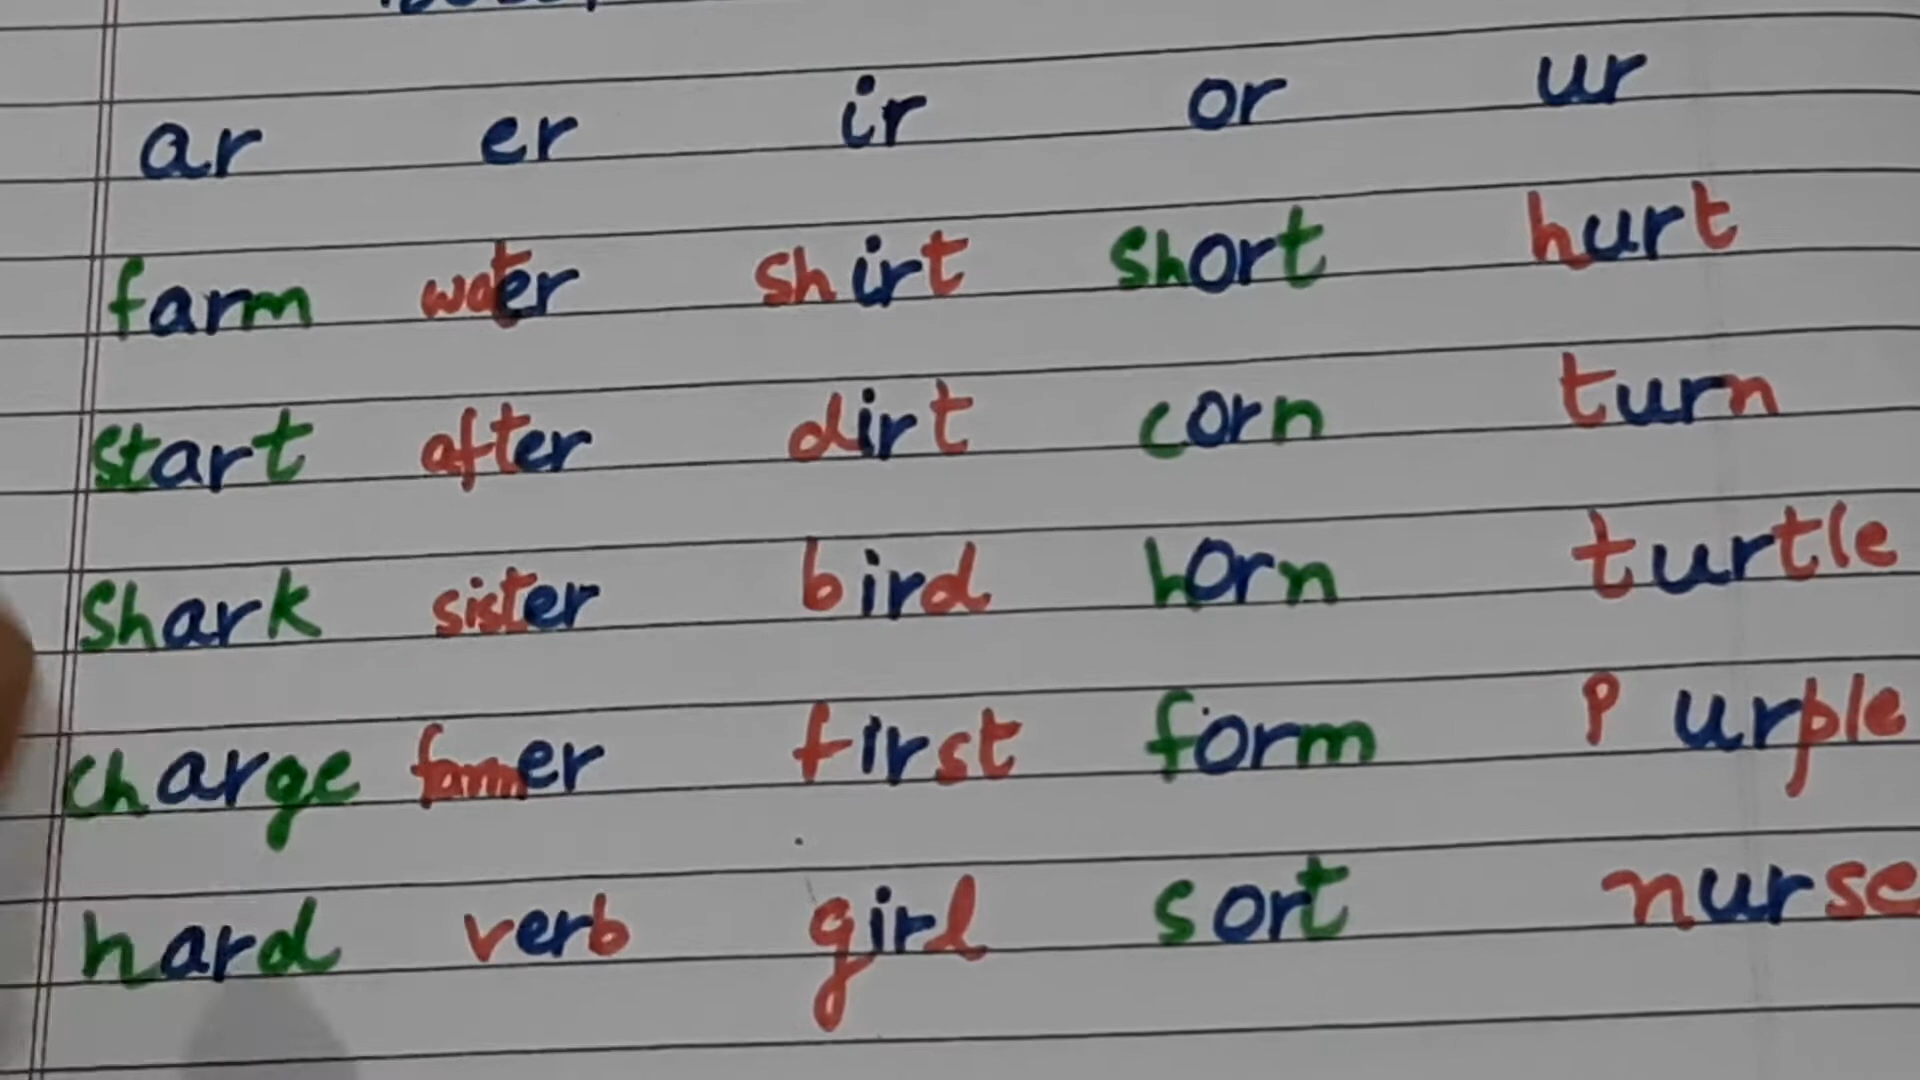 ar er ir or ur
farm water shirt short hurt
start after dirt corn turn
Shark sister bird horn turtle
charge farmer first form purple
hard verb girl sort nurse